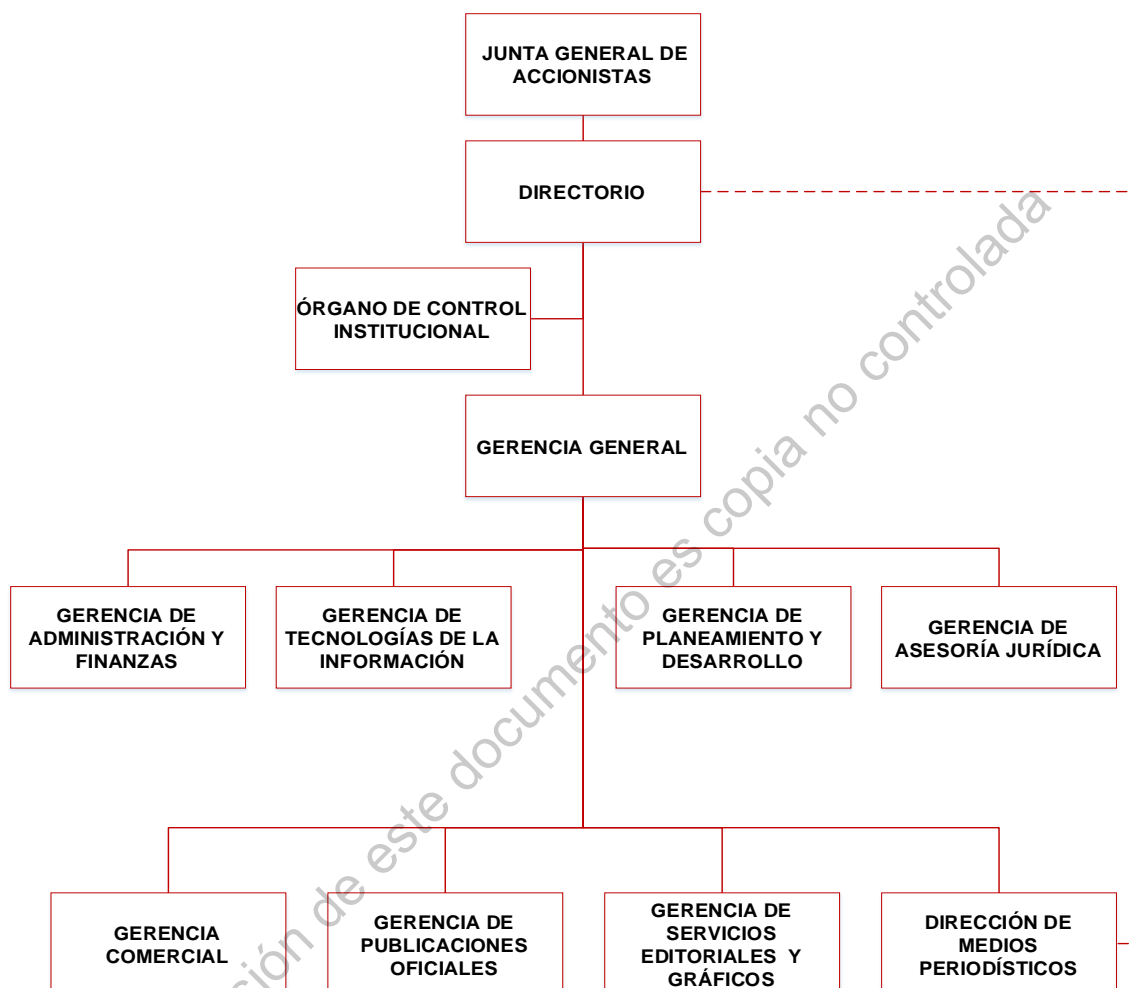 JUNTA GENERAL DE
ACCIONISTAS
DIRECTORIO
ÓRGANO DE CONTROL
INSTITUCIONAL
GERENCIA GENERAL
GERENCIA DE
ADMINISTRACIÓN Y
FINANZAS
GERENCIA DE
TECNOLOGÍAS DE LA
INFORMACIÓN
GERENCIA DE
PLANEAMIENTO Y
DESARROLLO
GERENCIA DE
ASESORÍA JURÍDICA
GERENCIA
COMERCIAL
GERENCIA DE
PUBLICACIONES
OFICIALES
GERENCIA DE
SERVICIOS
EDITORIALES Y
GRÁFICOS
DIRECCIÓN DE
MEDIOS
PERIODÍSTICOS
de este documento es copia no controlada